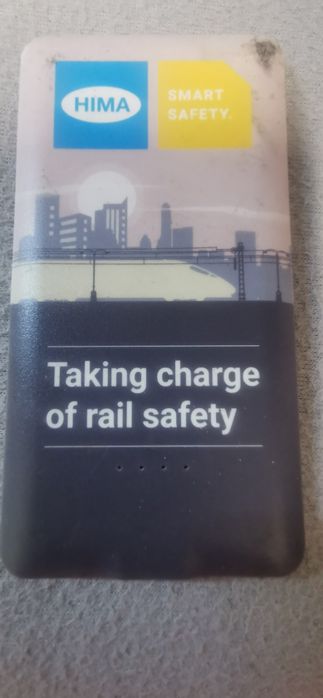 HIMA
SMART
SAFETY.
Taking charge
of rail safety